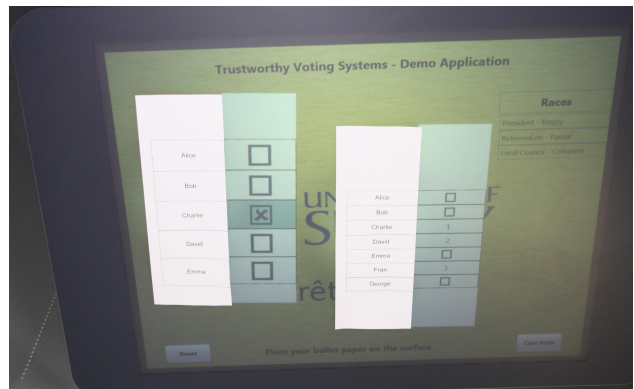 Trustworthy Voting Systems - Demo Application
Races
President - Empty
Referendum - Partial
Local Council - Complete
Alice
Bob
Charlie
David
Emma
UN
F
S
Y
rêt
Alice
Bob
Charlie 1
David 2
Emma
Fran 3
George
Reset
Place your ballot paper on the surface
Cast Vote